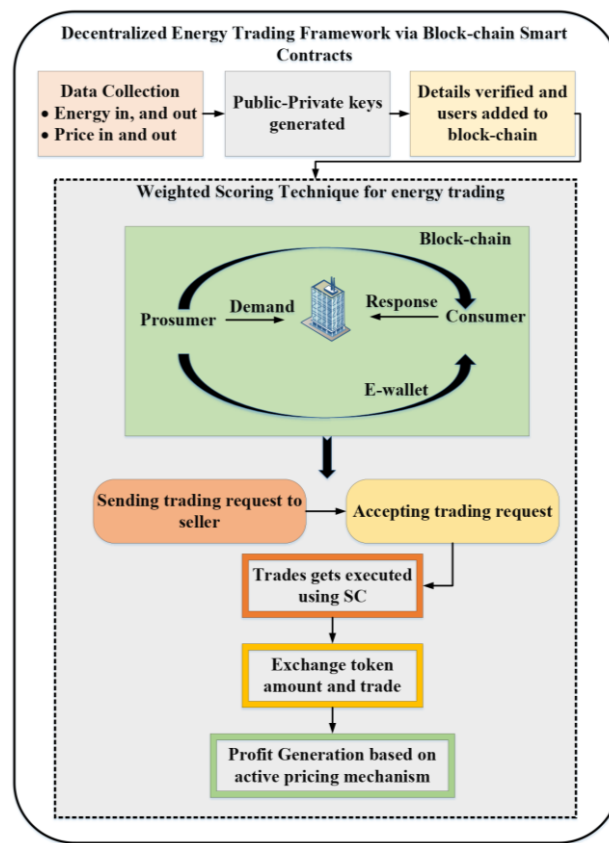 Decentralized Energy Trading Framework via Block-chain Smart
Contracts
Data Collection
• Energy in, and out
• Price in and out
Public-Private keys
generated
Details verified and
users added to
block-chain
Weighted Scoring Technique for energy trading
Block-chain
Prosumer
Demand
Response
Consumer
E-wallet
Sending trading request to
seller
Accepting trading request
Trades gets executed
using SC
Exchange token
amount and trade
Profit Generation based on
active pricing mechanism